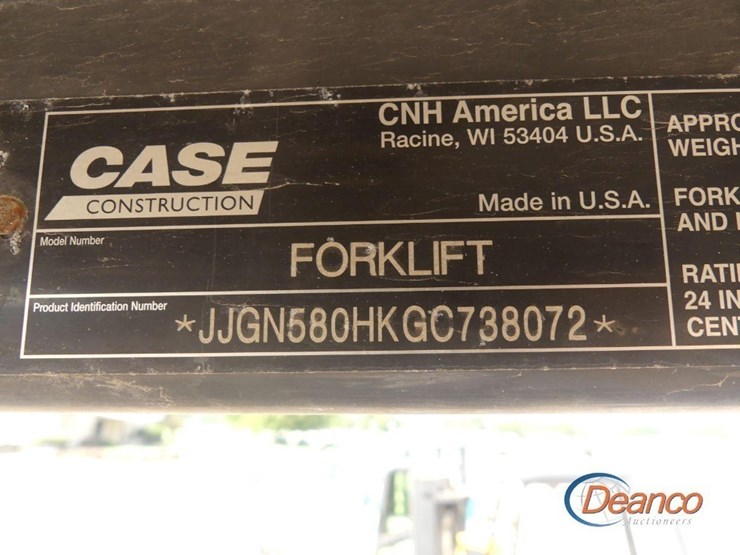 CASE
CONSTRUCTION
CNH America LLC
Racine, WI 53404 U.S.A.
Made in U.S.A.
Model Number
FORKLIFT
Product Identification Number
*JJGN580HKGC738072*
APPRO
WEIGH
FORK
AND
RATI
24 IN
CENT
Deanco
Auctioneers